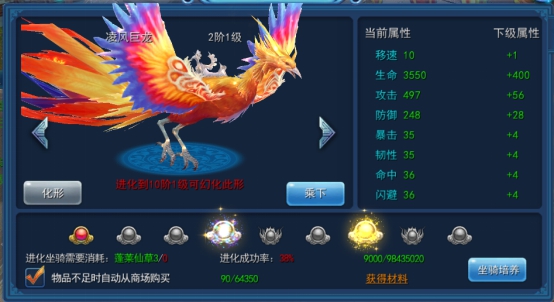 凌风巨龙 2阶1级
当前属性 下级属性
移速 10 +1
生命 3550 +400
攻击 497 +56
防御 248 +28
暴击 35 +4
韧性 35 +4
命中 36 +4
闪避 36 +4
进化到10阶1级可幻化此形
化形 乘下
进化坐骑需要消耗：蓬莱仙草3/0 进化成功率：38% 9000/98435020
物品不足时自动从商场购买 90/64350 获得材料
坐骑培养